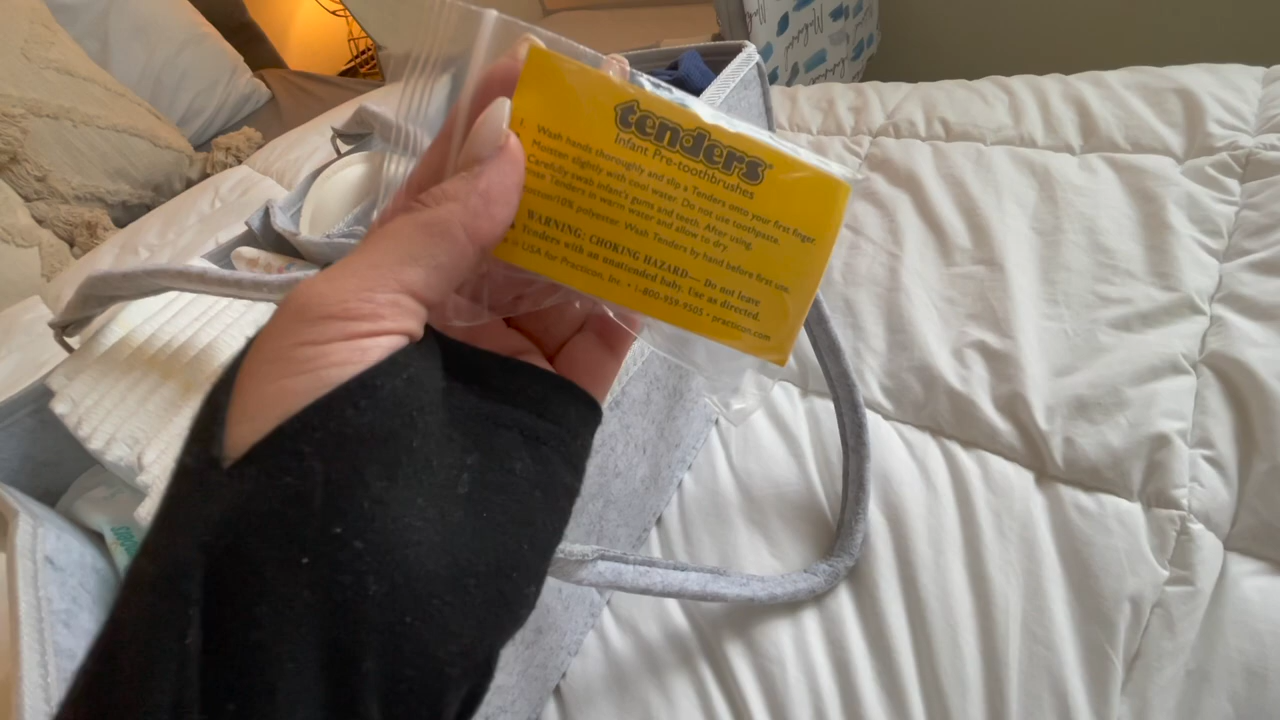 tenders®
Infant Pre-toothbrushes
1. Wash hands thoroughly and slip a Tenders onto your first finger.
Moisten slightly with cool water. Do not use toothpaste.
Carefully swab infant's gums and teeth. After using,
Tenders in warm water and allow to dry.
10% polyester. Wash Tenders by hand before first use.
WARNING: CHOKING HAZARD— Do not leave
Tenders with an unattended baby. Use as directed.
in USA for Practicon, Inc. • 1-800-959-9505 • practicon.com